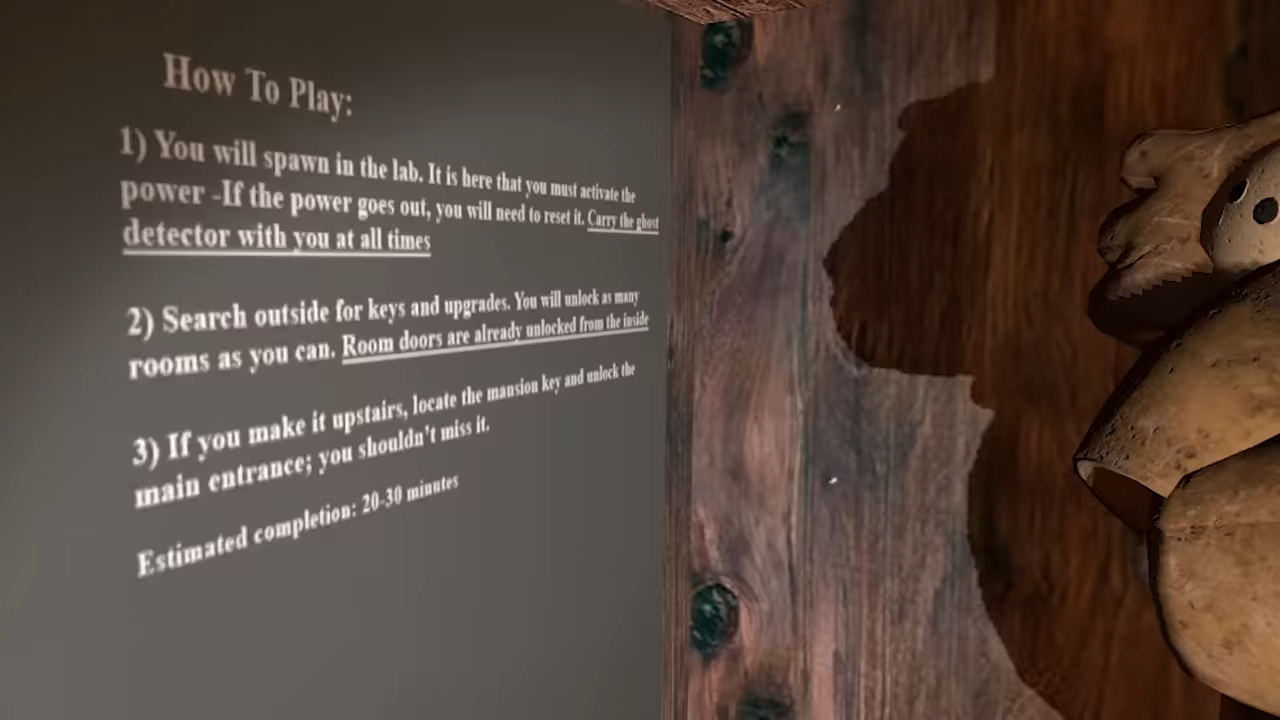 How To Play:
1) You will spawn in the lab. It is here that you must activate the
power -If the power goes out, you will need to reset it. Carry the ghost
detector with you at all times
2) Search outside for keys and upgrades. You will unlock as many
rooms as you can. Room doors are already unlocked from the inside
3) If you make it upstairs, locate the mansion key and unlock the
main entrance; you shouldn't miss it.
Estimated completion: 20-30 minutes